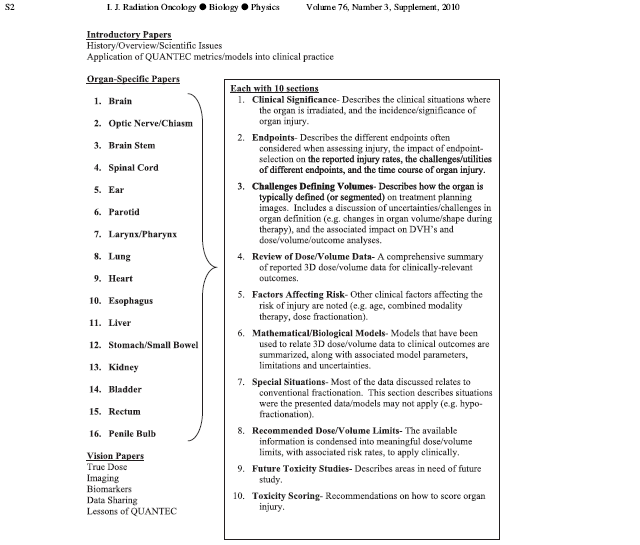 S2
I. J. Radiation Oncology ● Biology ● Physics
Volume 76, Number 3, Supplement, 2010
Introductory Papers
History/Overview/Scientific Issues
Application of QUANTEC metrics/models into clinical practice
Organ-Specific Papers
1. Brain
2. Optic Nerve/Chiasm
3. Brain Stem
4. Spinal Cord
5. Ear
6. Parotid
7. Larynx/Pharynx
8. Lung
9. Heart
10. Esophagus
11. Liver
12. Stomach/Small Bowel
13. Kidney
14. Bladder
15. Rectum
16. Penile Bulb
Vision Papers
True Dose
Imaging
Biomarkers
Data Sharing
Lessons of QUANTEC
Each with 10 sections
1. Clinical Significance- Describes the clinical situations where
the organ is irradiated, and the incidence/significance of
organ injury.
2. Endpoints- Describes the different endpoints often
considered when assessing injury, the impact of endpoint-
selection on the reported injury rates, the challenges/utilities
of different endpoints, and the time course of organ injury.
3. Challenges Defining Volumes- Describes how the organ is
typically defined (or segmented) on treatment planning
images. Includes a discussion of uncertainties/challenges in
organ definition (e.g. changes in organ volume/shape during
therapy), and the associated impact on DVH's and
dose/volume/outcome analyses.
4. Review of Dose/Volume Data- A comprehensive summary
of reported 3D dose/volume data for clinically-relevant
outcomes.
5. Factors Affecting Risk- Other clinical factors affecting the
risk of injury are noted (e.g. age, combined modality
therapy, dose fractionation).
6. Mathematical/Biological Models- Models that have been
used to relate 3D dose/volume data to clinical outcomes are
summarized, along with associated model parameters,
limitations and uncertainties.
7. Special Situations- Most of the data discussed relates to
conventional fractionation. This section describes situations
were the presented data/models may not apply (e.g. hypo-
fractionation).
8. Recommended Dose/Volume Limits- The available
information is condensed into meaningful dose/volume
limits, with associated risk rates, to apply clinically.
9. Future Toxicity Studies- Describes areas in need of future
study.
10. Toxicity Scoring- Recommendations on how to score organ
injury.